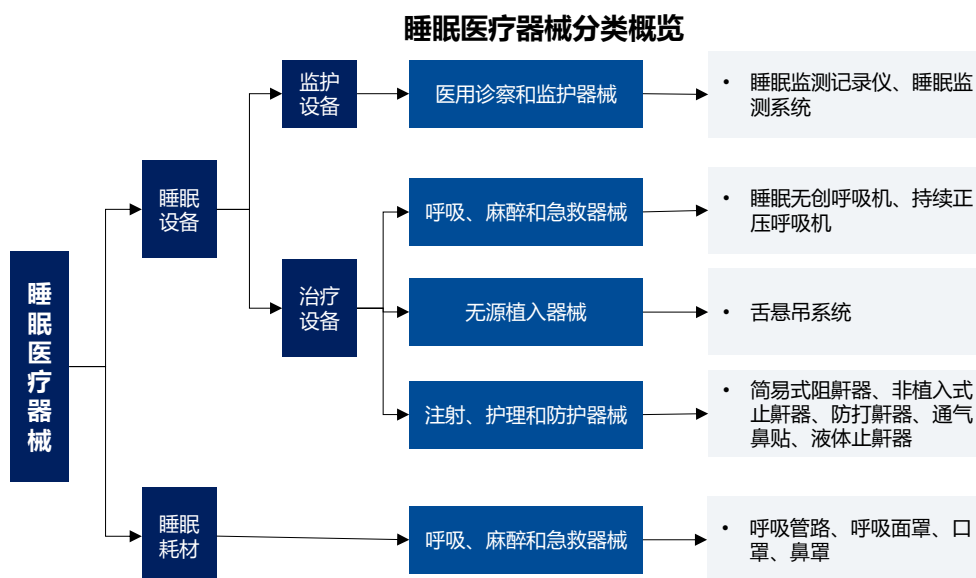 睡眠医疗器械分类概览
睡眠医疗器械
睡眠
设备
监护
设备
医用诊察和监护器械
• 睡眠监测记录仪、睡眠监
测系统
治疗
设备
呼吸、麻醉和急救器械
• 睡眠无创呼吸机、持续正
压呼吸机
无源植入器械
• 舌悬吊系统
注射、护理和防护器械
• 简易式阻鼾器、非植入式
止鼾器、防打鼾器、通气
鼻贴、液体止鼾器
睡眠
耗材
呼吸、麻醉和急救器械
• 呼吸管路、呼吸面罩、口
罩、鼻罩